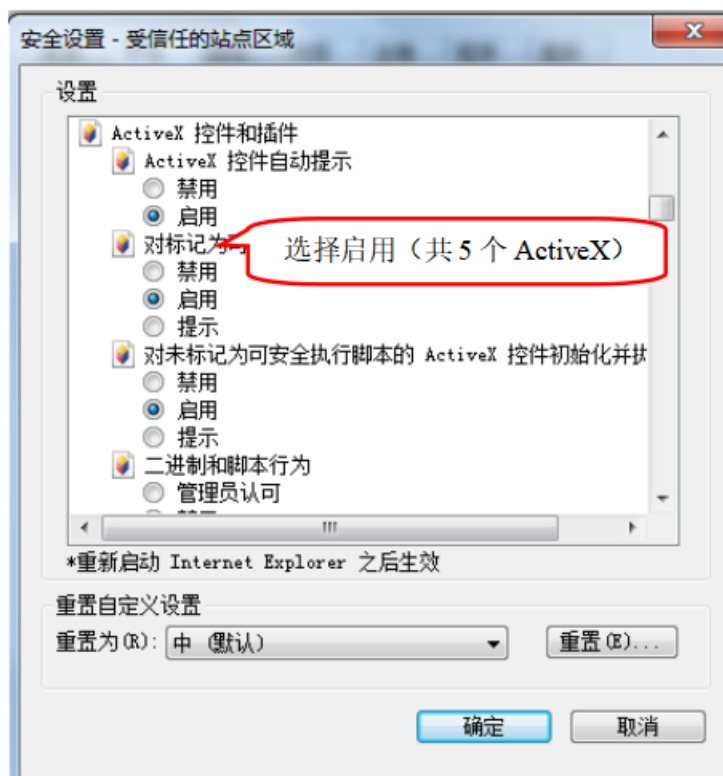 安全设置 - 受信任的站点区域
设置
ActiveX 控件和插件
ActiveX 控件自动提示
禁用
启用
对标记为可
选择启用（共 5 个 ActiveX）
禁用
启用
提示
对未标记为可安全执行脚本的 ActiveX 控件初始化并执
禁用
启用
提示
二进制和脚本行为
管理员认可
*重新启动 Internet Explorer 之后生效
重置自定义设置
重置为(R): 中 (默认)
重置(E)...
确定
取消